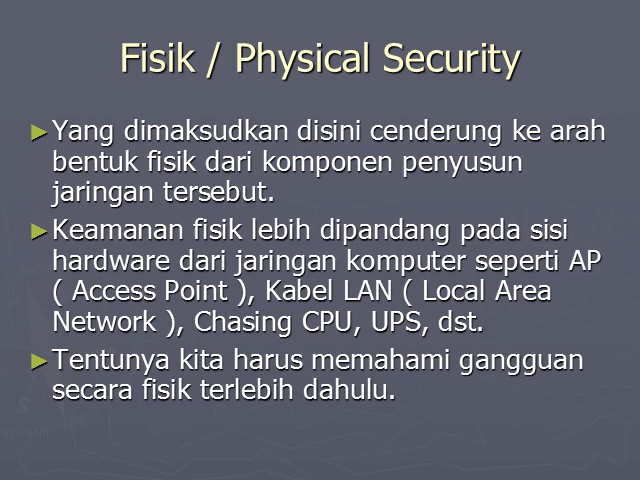 Fisik / Physical Security
►Yang dimaksudkan disini cenderung ke arah
bentuk fisik dari komponen penyusun
jaringan tersebut.
►Keamanan fisik lebih dipandang pada sisi
hardware dari jaringan komputer seperti AP
( Access Point ), Kabel LAN ( Local Area
Network ), Chasing CPU, UPS, dst.
►Tentunya kita harus memahami gangguan
secara fisik terlebih dahulu.